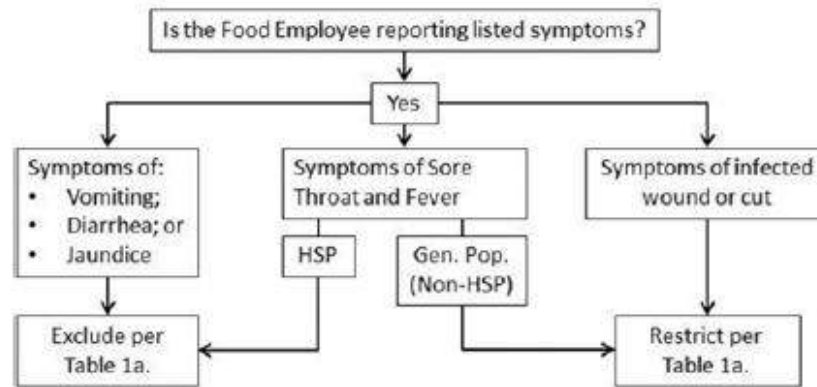 Is the Food Employee reporting listed symptoms?
Yes
Symptoms of:
• Vomiting;
• Diarrhea; or
• Jaundice
Symptoms of Sore
Throat and Fever
Symptoms of infected
wound or cut
HSP
Gen. Pop.
(Non-HSP)
Exclude per
Table 1a.
Restrict per
Table 1a.